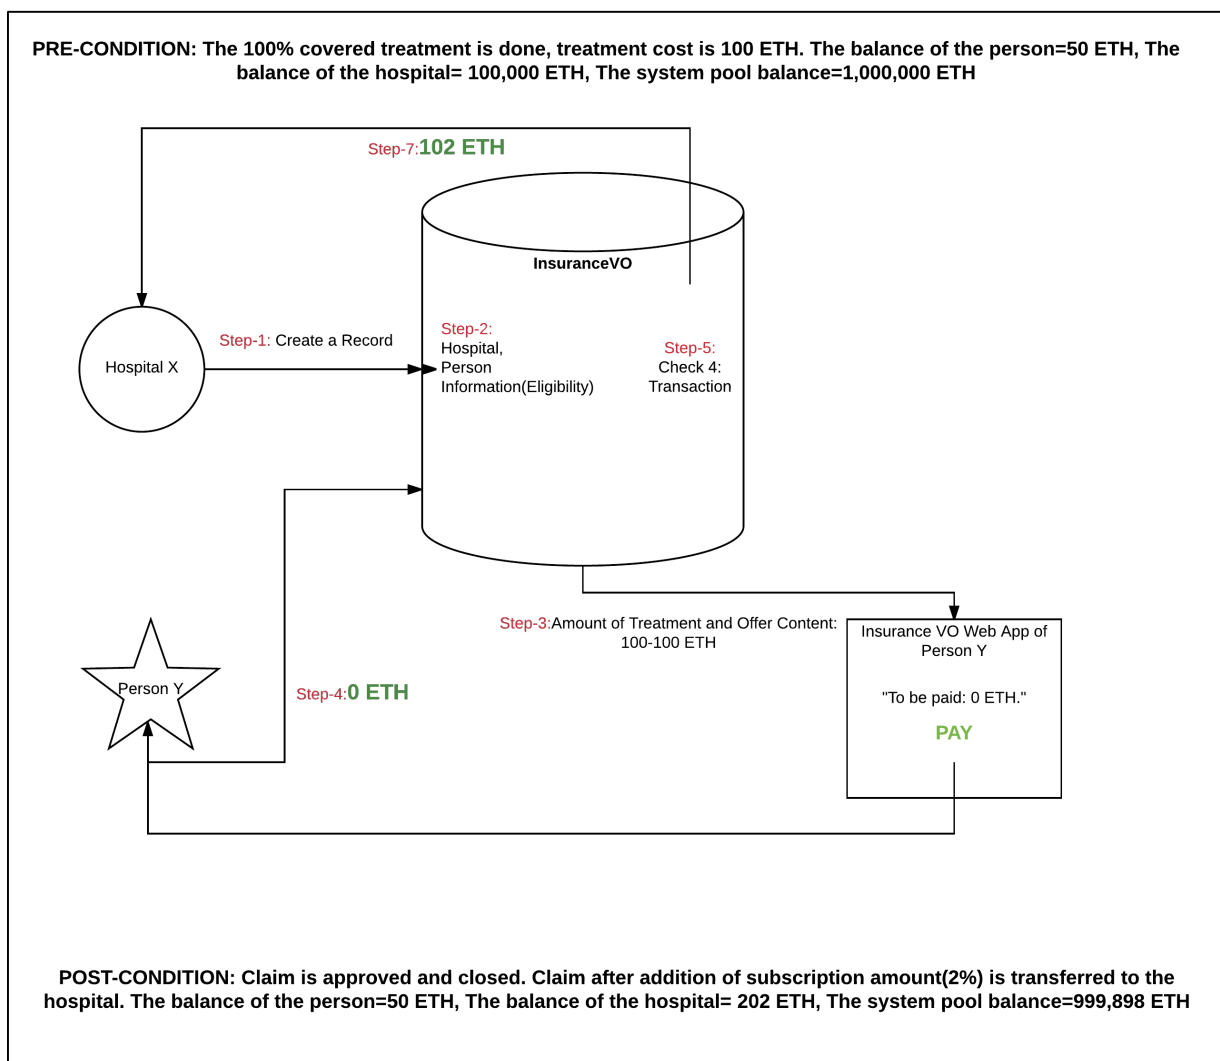 PRE-CONDITION: The 100% covered treatment is done, treatment cost is 100 ETH. The balance of the person=50 ETH, The
balance of the hospital= 100,000 ETH, The system pool balance=1,000,000 ETH
Step-7:102 ETH
InsuranceVO
Step-1: Create a Record
Hospital X
Step-2:
Hospital,
Person
Information(Eligibility)
Step-5:
Check 4:
Transaction
Step-3:Amount of Treatment and Offer Content:
100-100 ETH
Insurance VO Web App of
Person Y
"To be paid: 0 ETH."
PAY
Person Y
Step-4:0 ETH
POST-CONDITION: Claim is approved and closed. Claim after addition of subscription amount(2%) is transferred to the
hospital. The balance of the person=50 ETH, The balance of the hospital= 202 ETH, The system pool balance=999,898 ETH